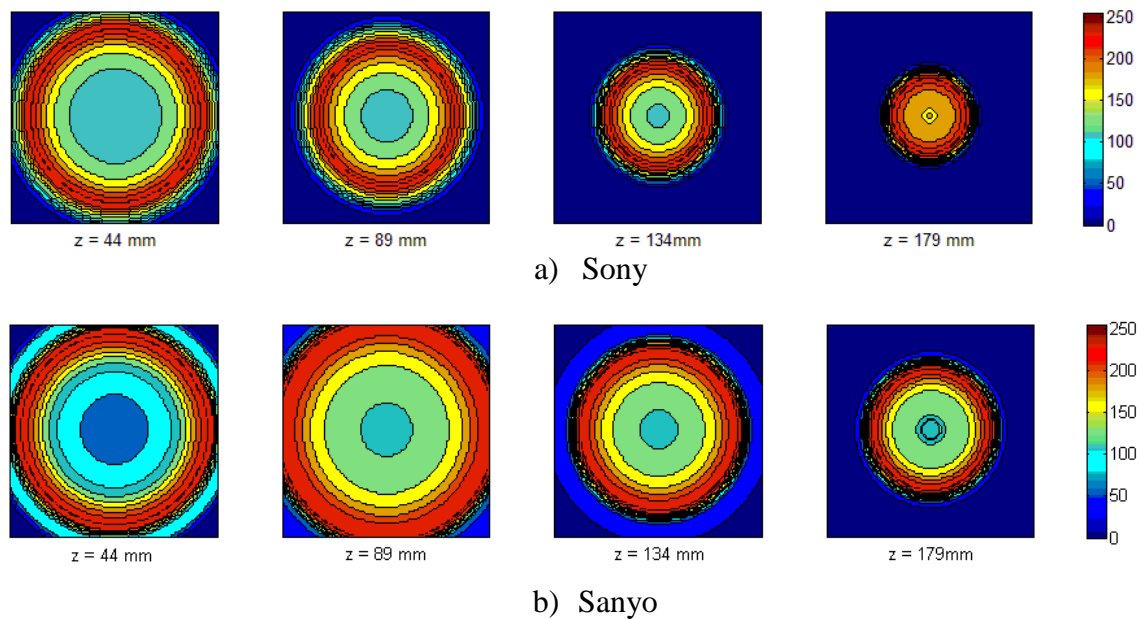 250
200
150
100
50
0
z = 44 mm
z = 89 mm
z = 134mm
z = 179 mm
a) Sony
250
200
150
100
50
0
z = 44 mm
z = 89 mm
z = 134 mm
z = 179mm
b) Sanyo